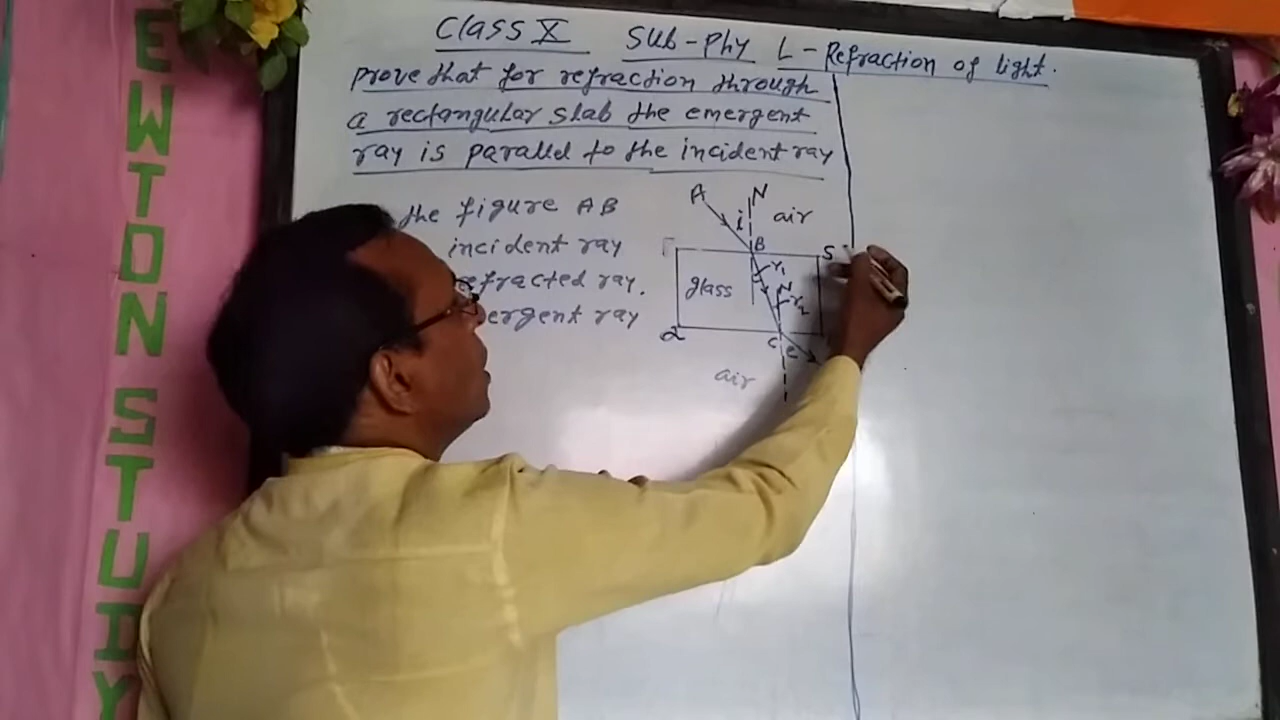 Class X Sub-Phy L-Refraction of light.
prove that for refraction through
a rectangular slab the emergent
ray is parallel to the incident ray
the figure AB
incident ray
refracted ray.
ergent ray
A N
i air
B S
r1
glass N r2
Q C e
air
EWTON STUDY